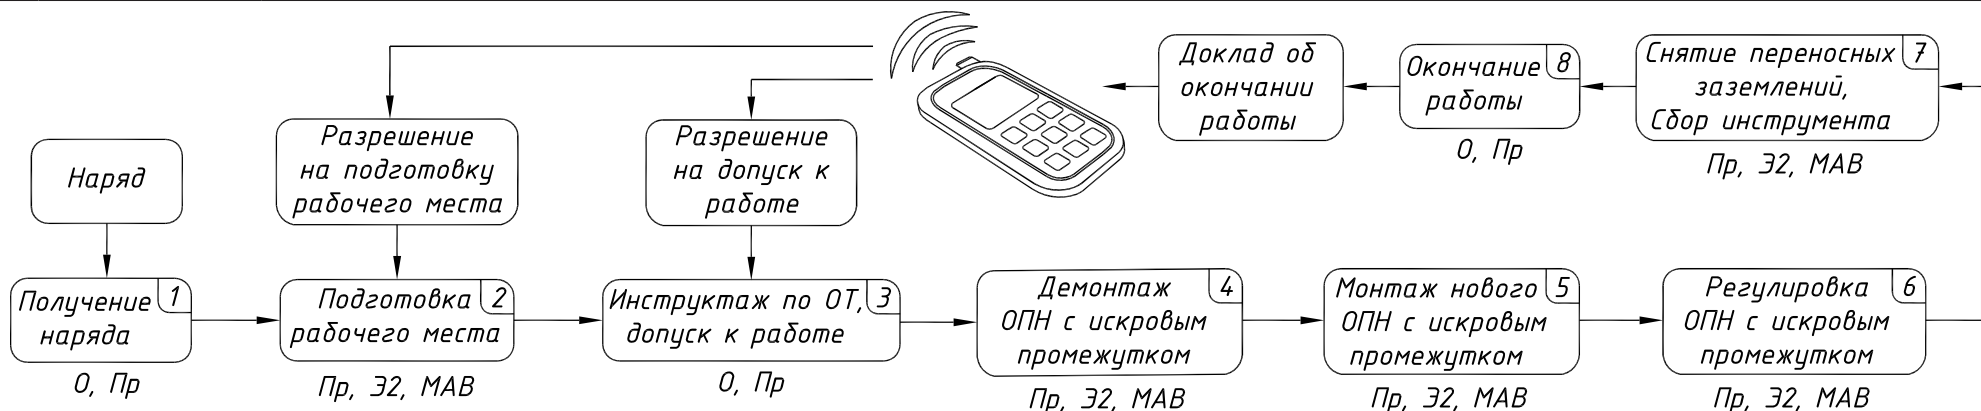 Наряд
Получение 1
наряда
О, Пр
Разрешение
на подготовку
рабочего места
Подготовка 2
рабочего места
Пр, Э2, МАВ
Разрешение
на допуск к
работе
Инструктаж по ОТ, 3
допуск к работе
О, Пр
Демонтаж 4
ОПН с искровым
промежутком
Пр, Э2, МАВ
Монтаж нового 5
ОПН с искровым
промежутком
Пр, Э2, МАВ
Регулировка 6
ОПН с искровым
промежутком
Пр, Э2, МАВ
Снятие переносных 7
заземлений,
Сбор инструмента
Пр, Э2, МАВ
Окончание 8
работы
О, Пр
Доклад об
окончании
работы